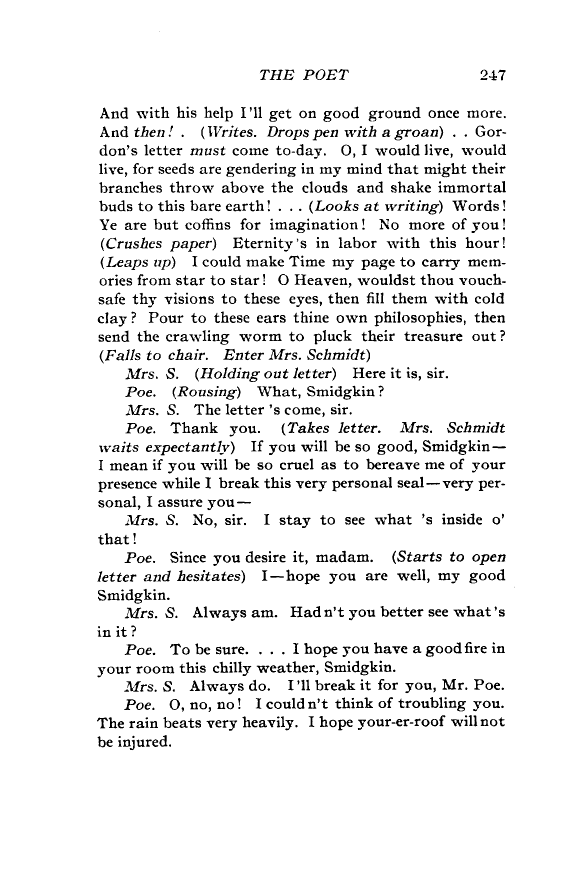 THE POET 247
And with his help I'll get on good ground once more.
And then! . (Writes. Drops pen with a groan) . . Gor-
don's letter must come to-day. O, I would live, would
live, for seeds are gendering in my mind that might their
branches throw above the clouds and shake immortal
buds to this bare earth! . . . (Looks at writing) Words!
Ye are but coffins for imagination! No more of you!
(Crushes paper) Eternity's in labor with this hour!
(Leaps up) I could make Time my page to carry mem-
ories from star to star! O Heaven, wouldst thou vouch-
safe thy visions to these eyes, then fill them with cold
clay? Pour to these ears thine own philosophies, then
send the crawling worm to pluck their treasure out?
(Falls to chair. Enter Mrs. Schmidt)
Mrs. S. (Holding out letter) Here it is, sir.
Poe. (Rousing) What, Smidgkin?
Mrs. S. The letter 's come, sir.
Poe. Thank you. (Takes letter. Mrs. Schmidt
waits expectantly) If you will be so good, Smidgkin—
I mean if you will be so cruel as to bereave me of your
presence while I break this very personal seal—very per-
sonal, I assure you—
Mrs. S. No, sir. I stay to see what 's inside o'
that!
Poe. Since you desire it, madam. (Starts to open
letter and hesitates) I—hope you are well, my good
Smidgkin.
Mrs. S. Always am. Hadn't you better see what's
in it?
Poe. To be sure. . . . I hope you have a good fire in
your room this chilly weather, Smidgkin.
Mrs. S. Always do. I'll break it for you, Mr. Poe.
Poe. O, no, no! I couldn't think of troubling you.
The rain beats very heavily. I hope your-er-roof will not
be injured.